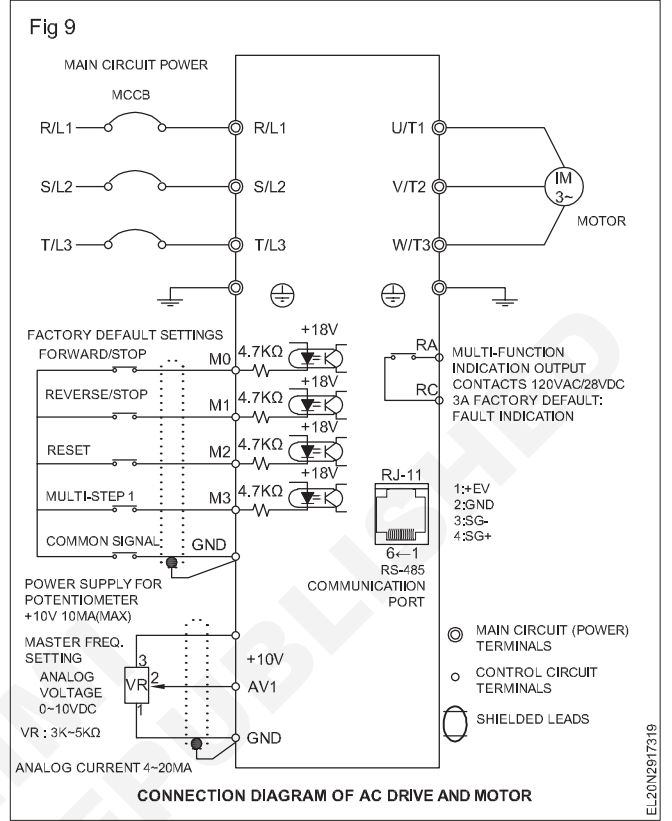 Fig 9
MAIN CIRCUIT POWER
MCCB
R/L1
R/L1
U/T1
S/L2
S/L2
V/T2
IM
3~
MOTOR
T/L3
T/L3
W/T3
FACTORY DEFAULT SETTINGS
FORWARD/STOP
M0
4.7KΩ
+18V
REVERSE/STOP
M1
4.7KΩ
+18V
RESET
M2
4.7KΩ
+18V
MULTI-STEP 1
M3
4.7KΩ
+18V
COMMON SIGNAL
GND
RA
RC
MULTI-FUNCTION
INDICATION OUTPUT
CONTACTS 120VAC/28VDC
3A FACTORY DEFAULT:
FAULT INDICATION
RJ-11
6←1
RS-485
COMMUNICATIION
PORT
1:+EV
2:GND
3:SG-
4:SG+
POWER SUPPLY FOR
POTENTIOMETER
+10V 10MA(MAX)
MASTER FREQ.
SETTING
ANALOG
VOLTAGE
0~10VDC
VR : 3K~5KΩ
3
VR
2
1
+10V
AV1
GND
ANALOG CURRENT 4~20MA
MAIN CIRCUIT (POWER)
TERMINALS
CONTROL CIRCUIT
TERMINALS
SHIELDED LEADS
CONNECTION DIAGRAM OF AC DRIVE AND MOTOR
EL20N2917319